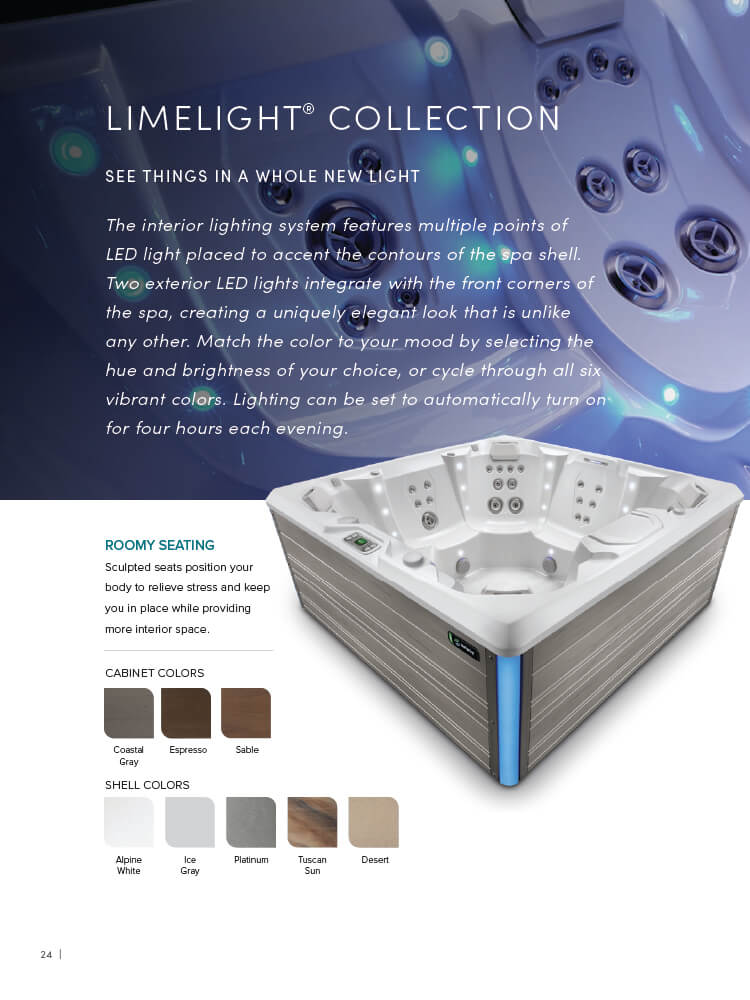 LIMELIGHT® COLLECTION
SEE THINGS IN A WHOLE NEW LIGHT
The interior lighting system features multiple points of
LED light placed to accent the contours of the spa shell.
Two exterior LED lights integrate with the front corners of
the spa, creating a uniquely elegant look that is unlike
any other. Match the color to your mood by selecting the
hue and brightness of your choice, or cycle through all six
vibrant colors. Lighting can be set to automatically turn on
for four hours each evening.
ROOMY SEATING
Sculpted seats position your
body to relieve stress and keep
you in place while providing
more interior space.
CABINET COLORS
Coastal
Gray
Espresso
Sable
SHELL COLORS
Alpine
White
Ice
Gray
Platinum
Tuscan
Sun
Desert
24 |